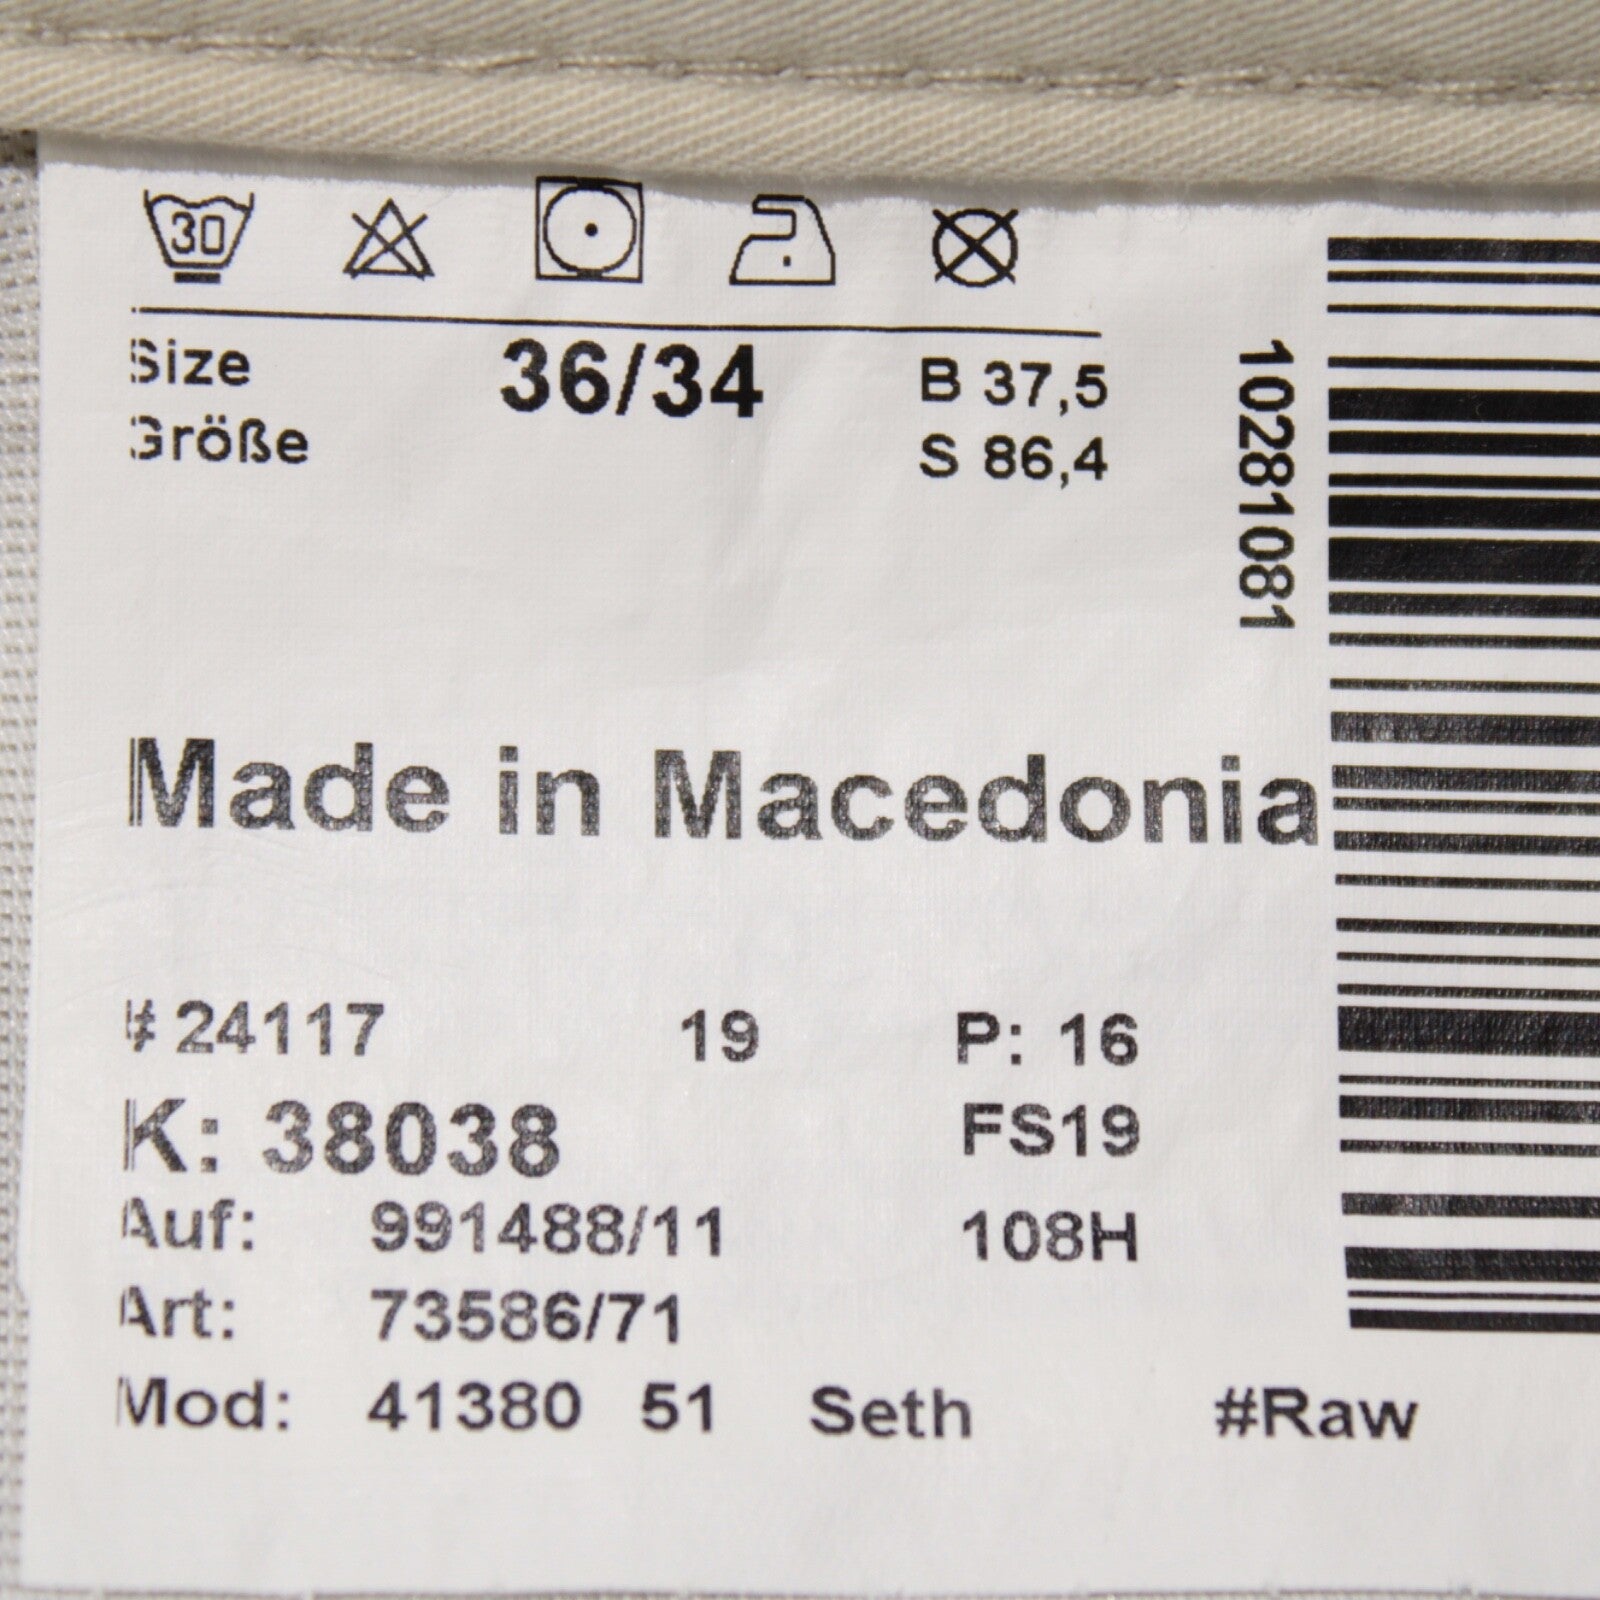 30
Size 36/34 B 37,5
Größe S 86,4
10281081
Made in Macedonia
# 24117 19 P: 16
K: 38038 FS19
Auf: 991488/11 108H
Art: 73586/71
Mod: 41380 51 Seth #Raw